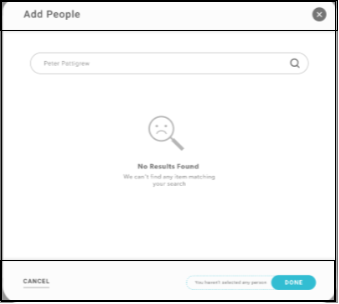 Add People
Peter Pettigrew
No Results Found
We can't find any item matching
your search
CANCEL
You haven't selected any person
DONE